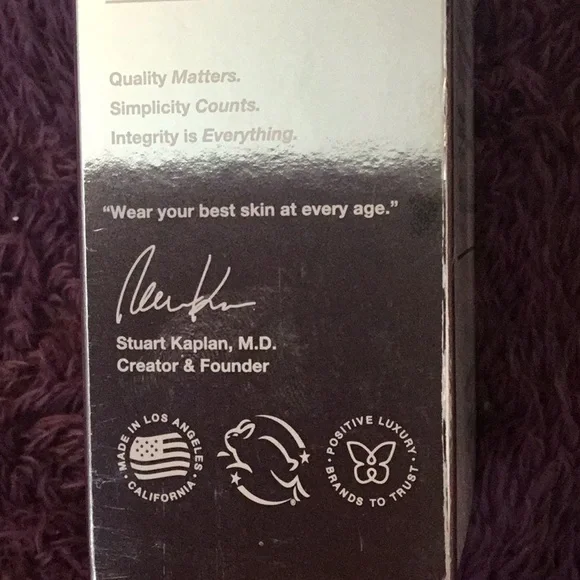 Quality Matters.
Simplicity Counts.
Integrity is Everything.
“Wear your best skin at every age.”
Stuart Kaplan, M.D.
Creator & Founder
MADE IN LOS ANGELES
• CALIFORNIA •
• POSITIVE LUXURY •
BRANDS TO TRUST